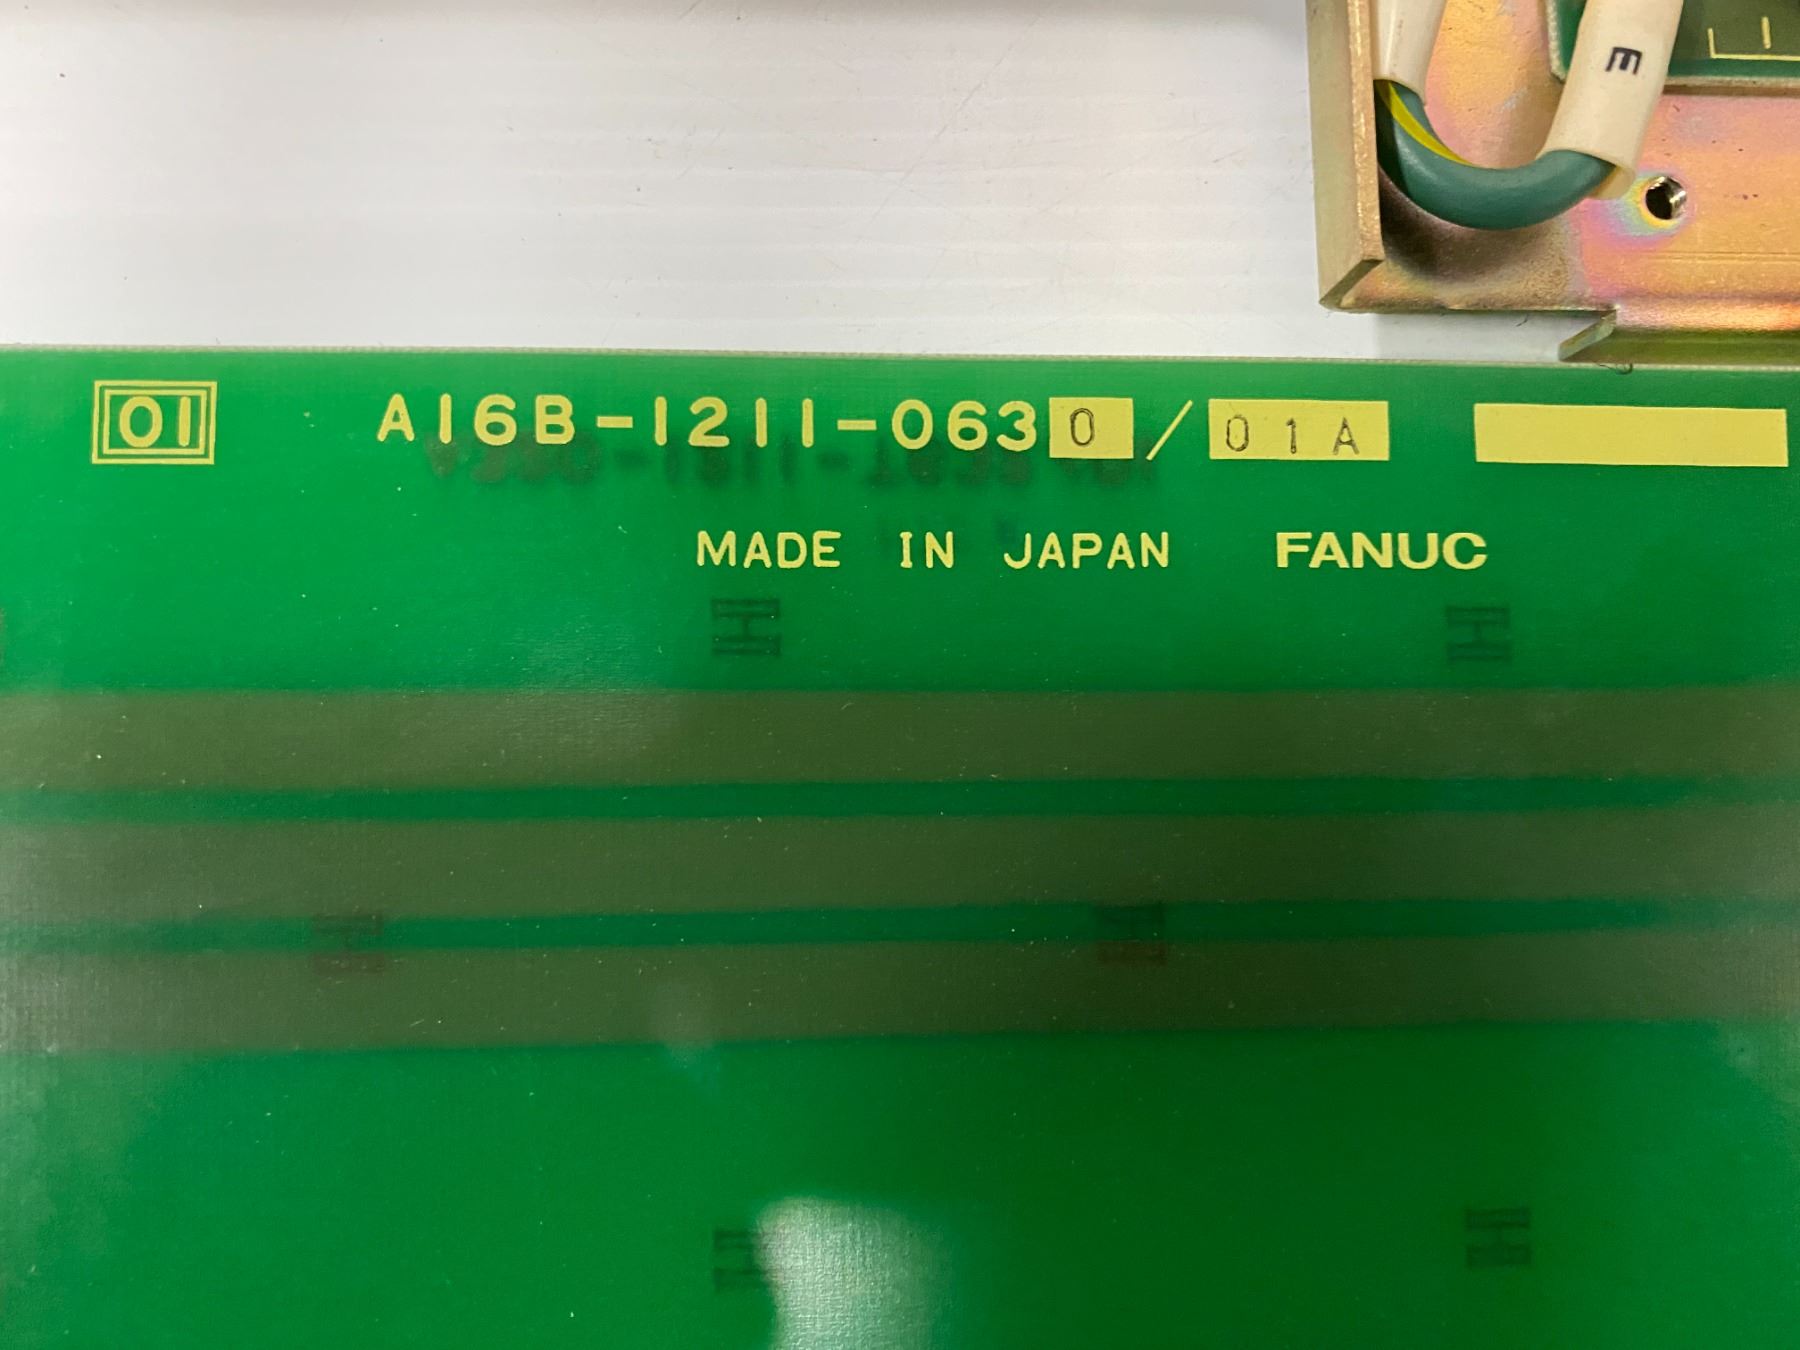 E
01 A16B-1211-0630/01A
MADE IN JAPAN FANUC